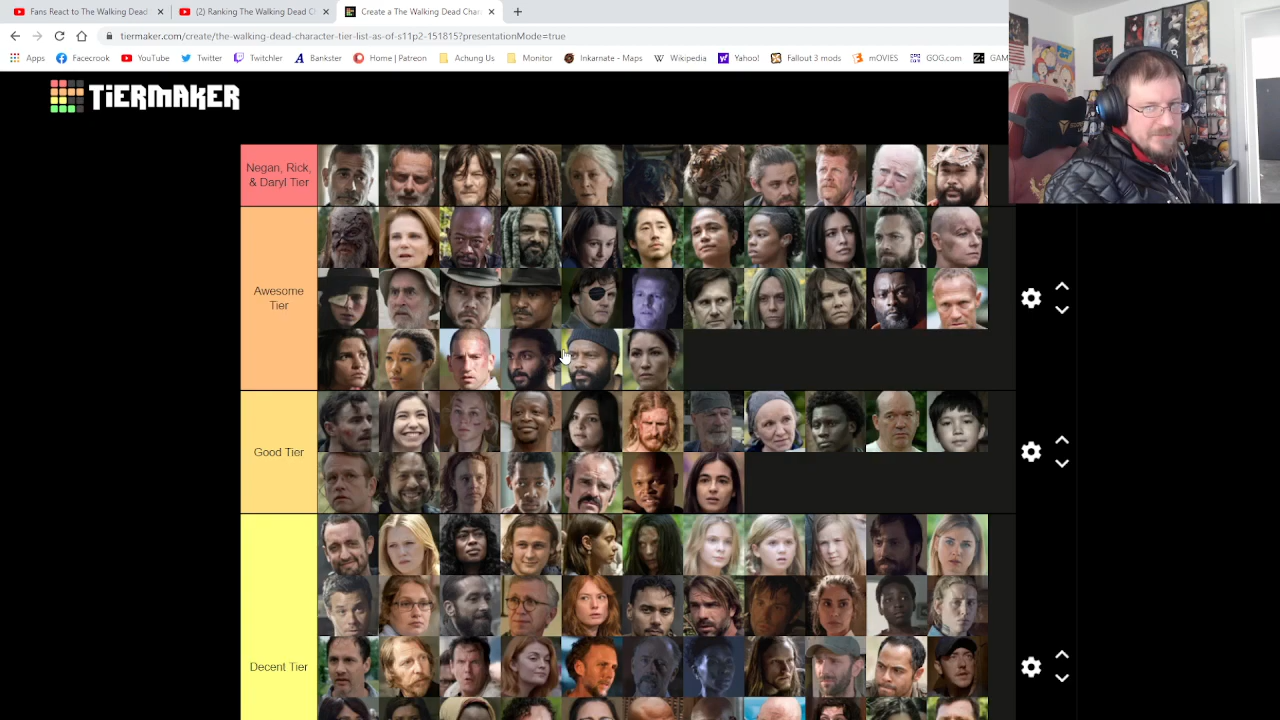 Fans React to The Walking Dead
(2) Ranking The Walking Dead C
Create a The Walking Dead Char
tiermaker.com/create/the-walking-dead-character-tier-list-as-of-s11p2-151815?presentationMode=true
Apps
Facecrook
YouTube
Twitter
Twitchler
Bankster
Home | Patreon
Achung Us
Monitor
Inkarnate - Maps
Wikipedia
Yahoo!
Fallout 3 mods
mOVIES
GOG.com
GAM
TiERMAKER
Negan, Rick,
& Daryl Tier
Awesome
Tier
Good Tier
Decent Tier